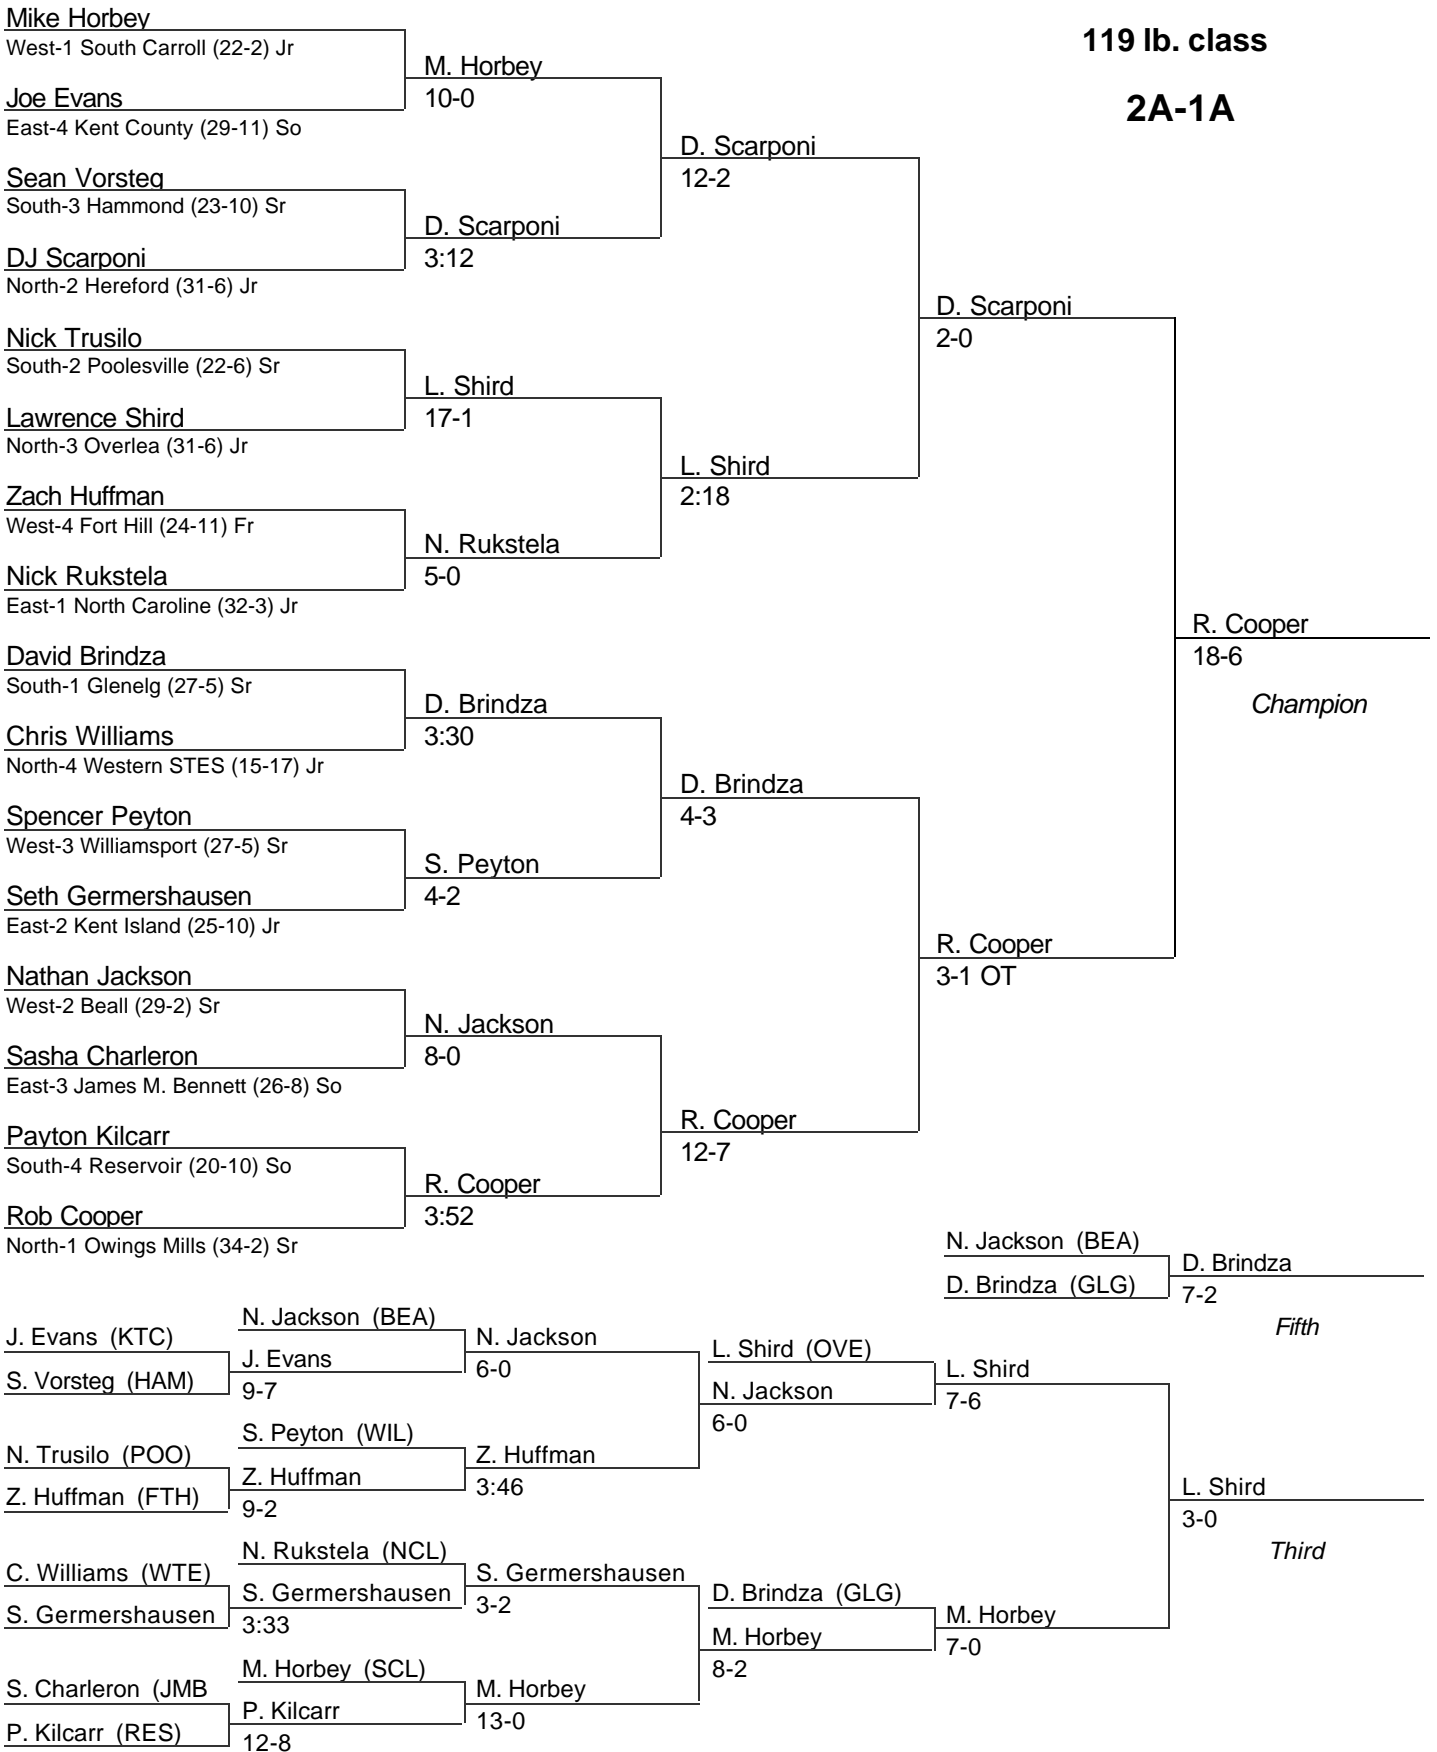 119 lb. class
2A-1A
Mike Horbey
West-1 South Carroll (22-2) Jr
M. Horbey
10-0
Joe Evans
East-4 Kent County (29-11) So
D. Scarponi
12-2
Sean Vorsteg
South-3 Hammond (23-10) Sr
D. Scarponi
3:12
DJ Scarponi
North-2 Hereford (31-6) Jr
D. Scarponi
2-0
Nick Trusilo
South-2 Poolesville (22-6) Sr
L. Shird
17-1
Lawrence Shird
North-3 Overlea (31-6) Jr
L. Shird
2:18
Zach Huffman
West-4 Fort Hill (24-11) Fr
N. Rukstela
5-0
Nick Rukstela
East-1 North Caroline (32-3) Jr
R. Cooper
18-6
Champion
David Brindza
South-1 Glenelg (27-5) Sr
D. Brindza
3:30
Chris Williams
North-4 Western STES (15-17) Jr
D. Brindza
4-3
Spencer Peyton
West-3 Williamsport (27-5) Sr
S. Peyton
4-2
Seth Germershausen
East-2 Kent Island (25-10) Jr
R. Cooper
3-1 OT
Nathan Jackson
West-2 Beall (29-2) Sr
N. Jackson
8-0
Sasha Charleron
East-3 James M. Bennett (26-8) So
R. Cooper
12-7
Payton Kilcarr
South-4 Reservoir (20-10) So
R. Cooper
3:52
Rob Cooper
North-1 Owings Mills (34-2) Sr
N. Jackson (BEA)
D. Brindza (GLG)
D. Brindza
7-2
Fifth
J. Evans (KTC)
S. Vorsteg (HAM)
N. Jackson (BEA)
J. Evans
9-7
N. Jackson
6-0
L. Shird (OVE)
N. Jackson
6-0
L. Shird
7-6
N. Trusilo (POO)
Z. Huffman (FTH)
S. Peyton (WIL)
Z. Huffman
9-2
Z. Huffman
3:46
L. Shird
3-0
Third
C. Williams (WTE)
S. Germershausen
N. Rukstela (NCL)
S. Germershausen
3:33
S. Germershausen
3-2
D. Brindza (GLG)
M. Horbey
8-2
M. Horbey
7-0
S. Charleron (JMB
P. Kilcarr (RES)
M. Horbey (SCL)
P. Kilcarr
12-8
M. Horbey
13-0